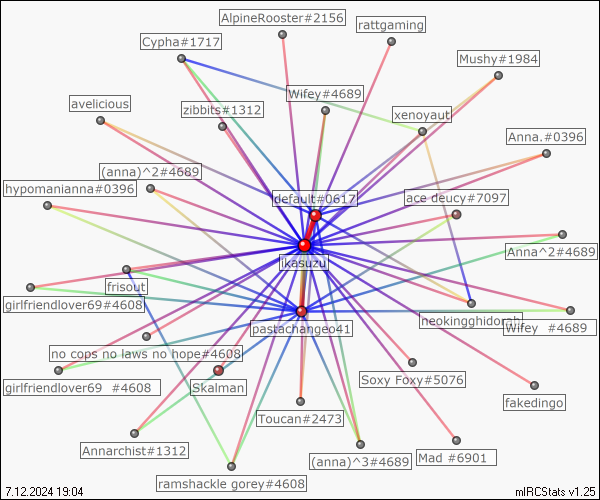 AlpineRooster#2156
rattgaming
Cypha#1717
Mushy#1984
Wifey#4689
avelicious
zibbits#1312
xenoyaut
Anna.#0396
(anna)^2#4689
hypomanianna#0396
default#0617
ace deucy#7097
Anna^2#4689
jkasuzu
frisout
girlfriendlover69#4608
pastachangeo41
neokingghidorah
Wifey #4689
no cops no laws no hope#4608
girlfriendlover69 #4608
Skalman
Soxy Foxy#5076
fakedingo
Toucan#2473
Annarchist#1312
(anna)^3#4689
Mad #6901
ramshackle gorey#4608
7.12.2024 19:04
mIRCStats v1.25